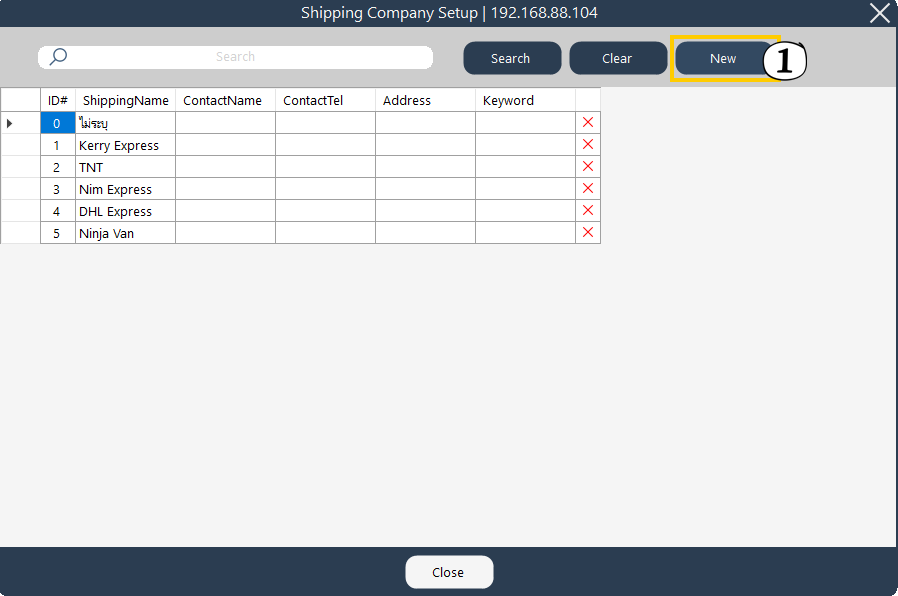 Shipping Company Setup | 192.168.88.104
Search Search Clear New 1
ID# ShippingName ContactName ContactTel Address Keyword
0 ไม่ระบุ
1 Kerry Express
2 TNT
3 Nim Express
4 DHL Express
5 Ninja Van
Close